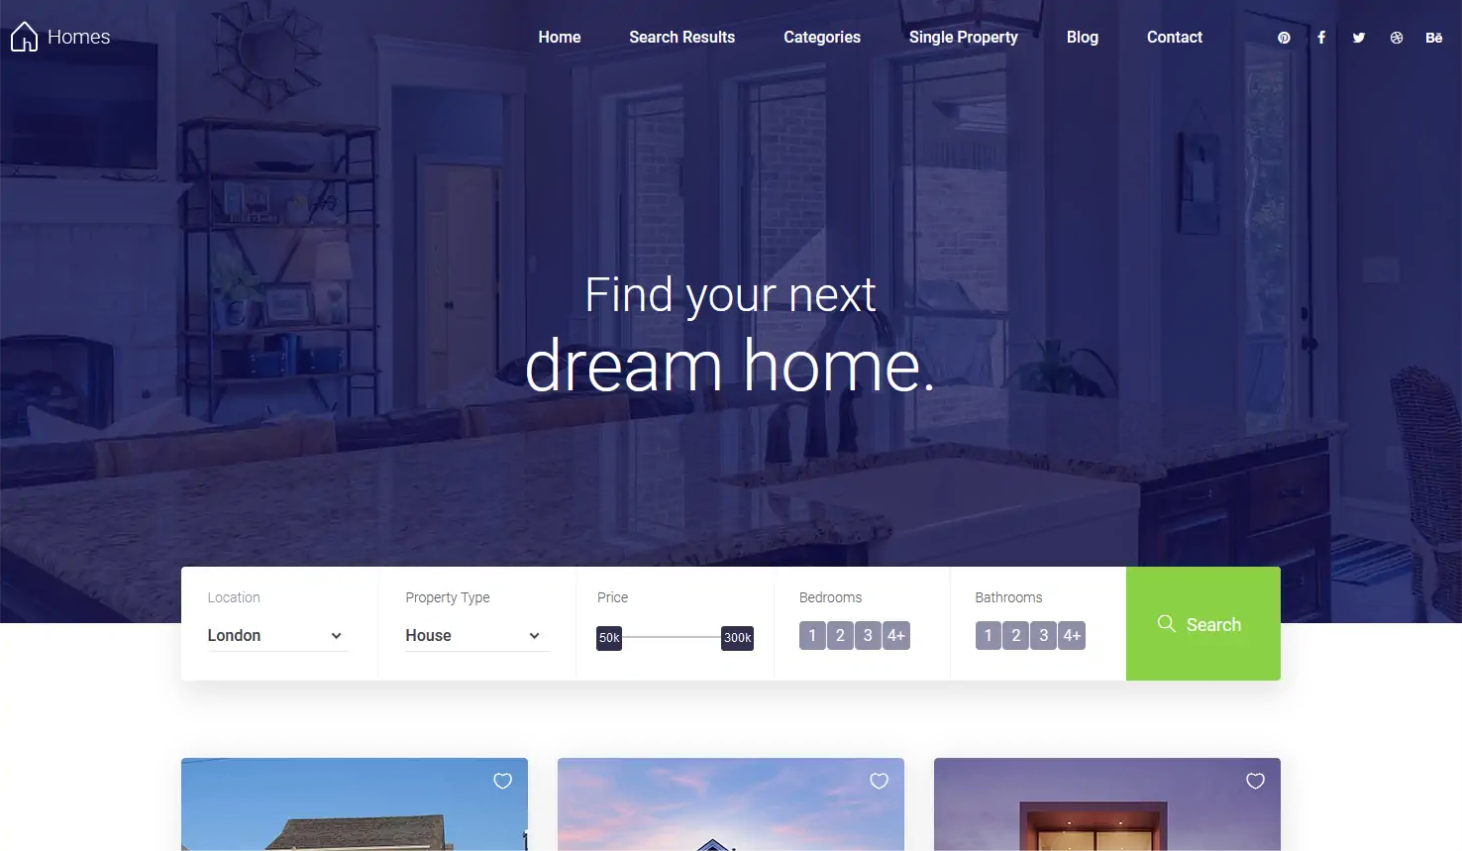 Homes
Home Search Results Categories Single Property Blog Contact
Find your next
dream home.
Location Property Type Price Bedrooms Bathrooms
London House 50k 300k 1 2 3 4+ 1 2 3 4+ Search